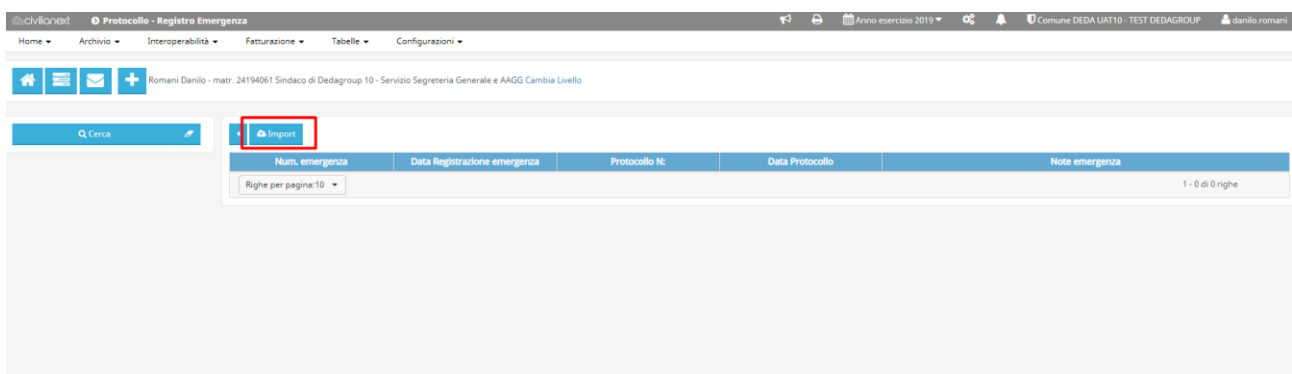 civilianext Protocollo - Registro Emergenza Anno esercizio 2019 Comune DEDA UAT10 - TEST DEDAGROUP danilo.romani
Home Archivio Interoperabilità Fatturazione Tabelle Configurazioni
Romani Danilo - matr. 24194061 Sindaco di Dedagroup 10 - Servizio Segreteria Generale e AAGG Cambia Livello
Cerca Import
Num. emergenza Data Registrazione emergenza Protocollo N: Data Protocollo Note emergenza
Righe per pagina:10 1 - 0 di 0 righe